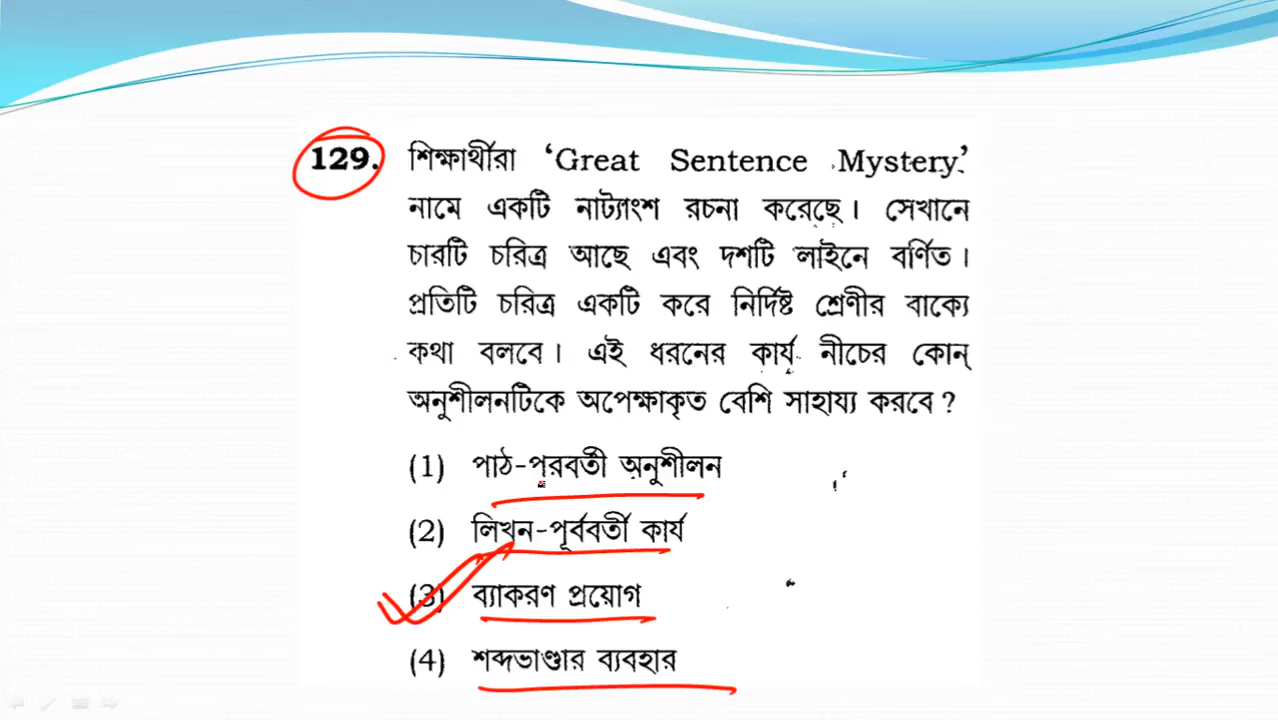 129. শিক্ষার্থীরা ‘Great Sentence Mystery’
নামে একটি নাট্যাংশ রচনা করেছে। সেখানে
চারটি চরিত্র আছে এবং দশটি লাইনে বর্ণিত।
প্রতিটি চরিত্র একটি করে নির্দিষ্ট শ্রেণীর বাক্যে
কথা বলবে। এই ধরনের কার্য নীচের কোন্
অনুশীলনটিকে অপেক্ষাকৃত বেশি সাহায্য করবে?
(1) পাঠ-পরবর্তী অনুশীলন
(2) লিখন-পূর্ববর্তী কার্য
(3) ব্যাকরণ প্রয়োগ
(4) শব্দভাণ্ডার ব্যবহার